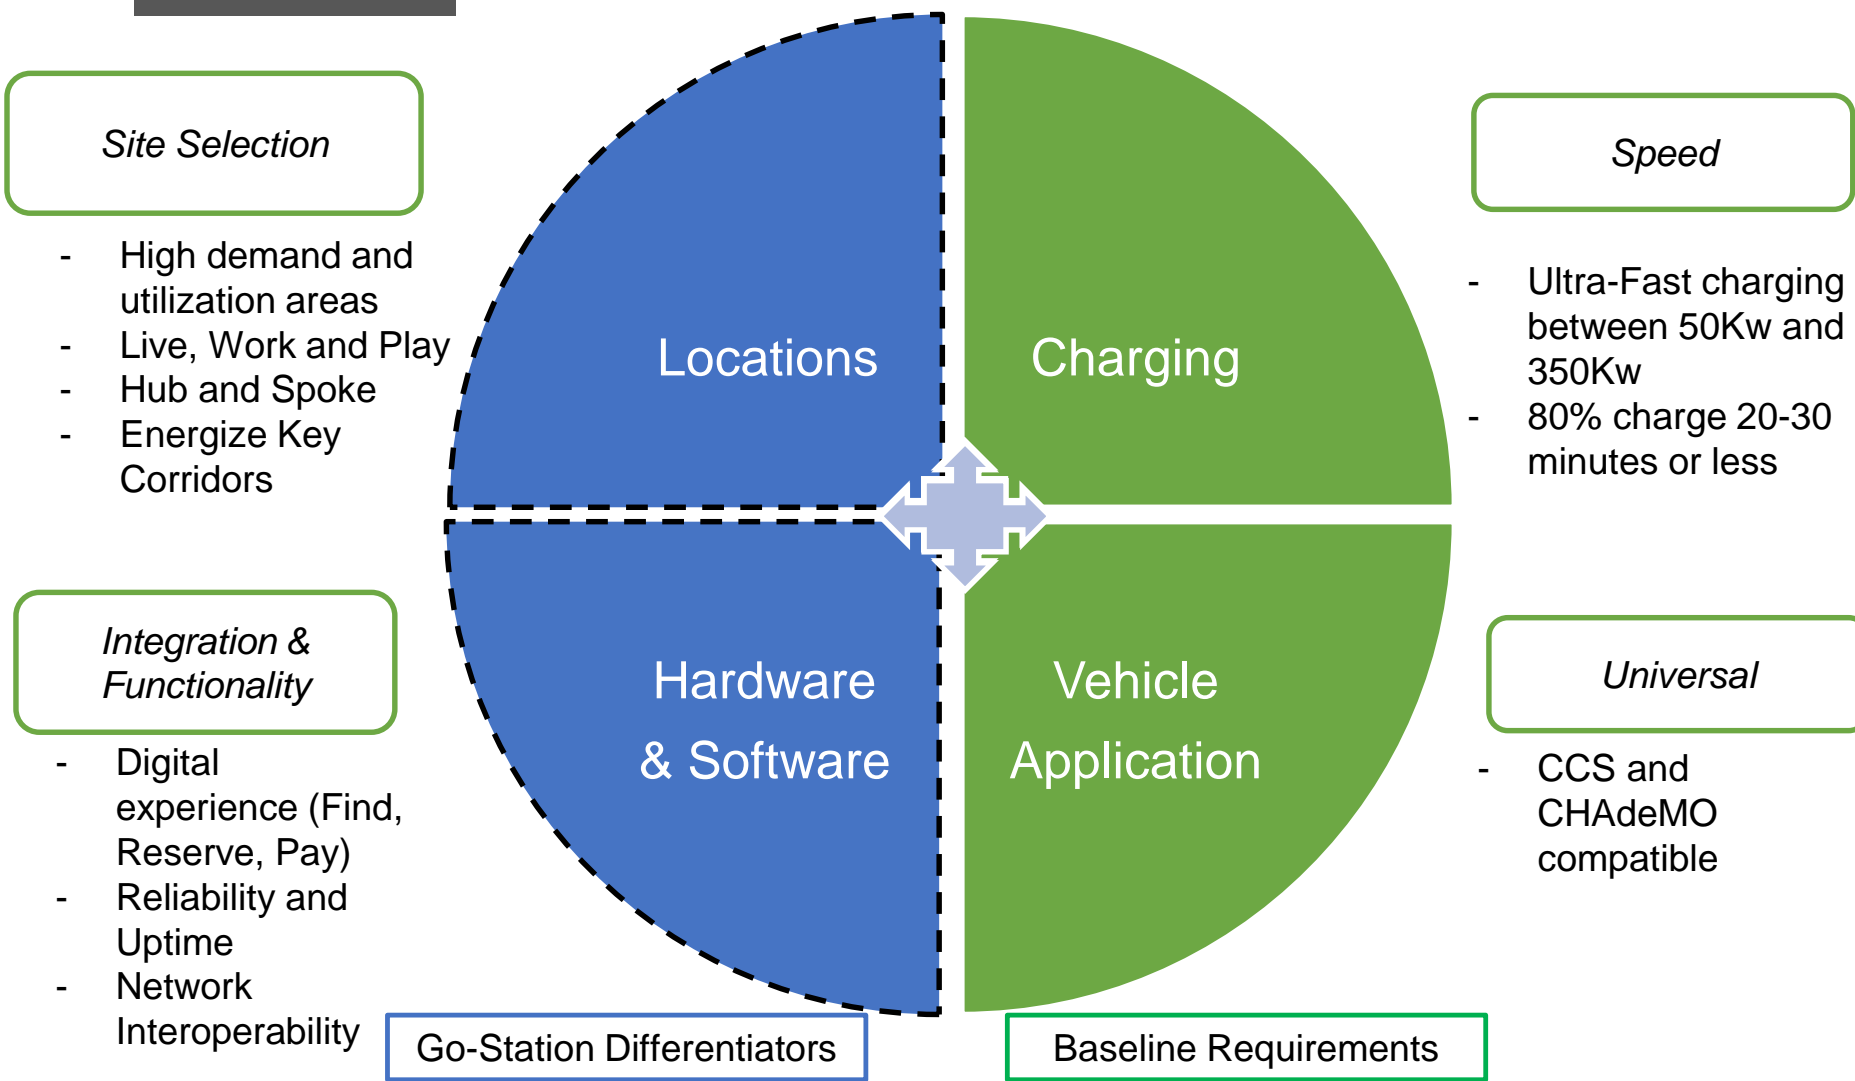 Site Selection
- High demand and
utilization areas
- Live, Work and Play
- Hub and Spoke
- Energize Key
Corridors
Locations
Charging
Speed
- Ultra-Fast charging
between 50Kw and
350Kw
- 80% charge 20-30
minutes or less
Integration &
Functionality
- Digital
experience (Find,
Reserve, Pay)
- Reliability and
Uptime
- Network
Interoperability
Hardware
& Software
Vehicle
Application
Universal
- CCS and
CHAdeMO
compatible
Go-Station Differentiators
Baseline Requirements